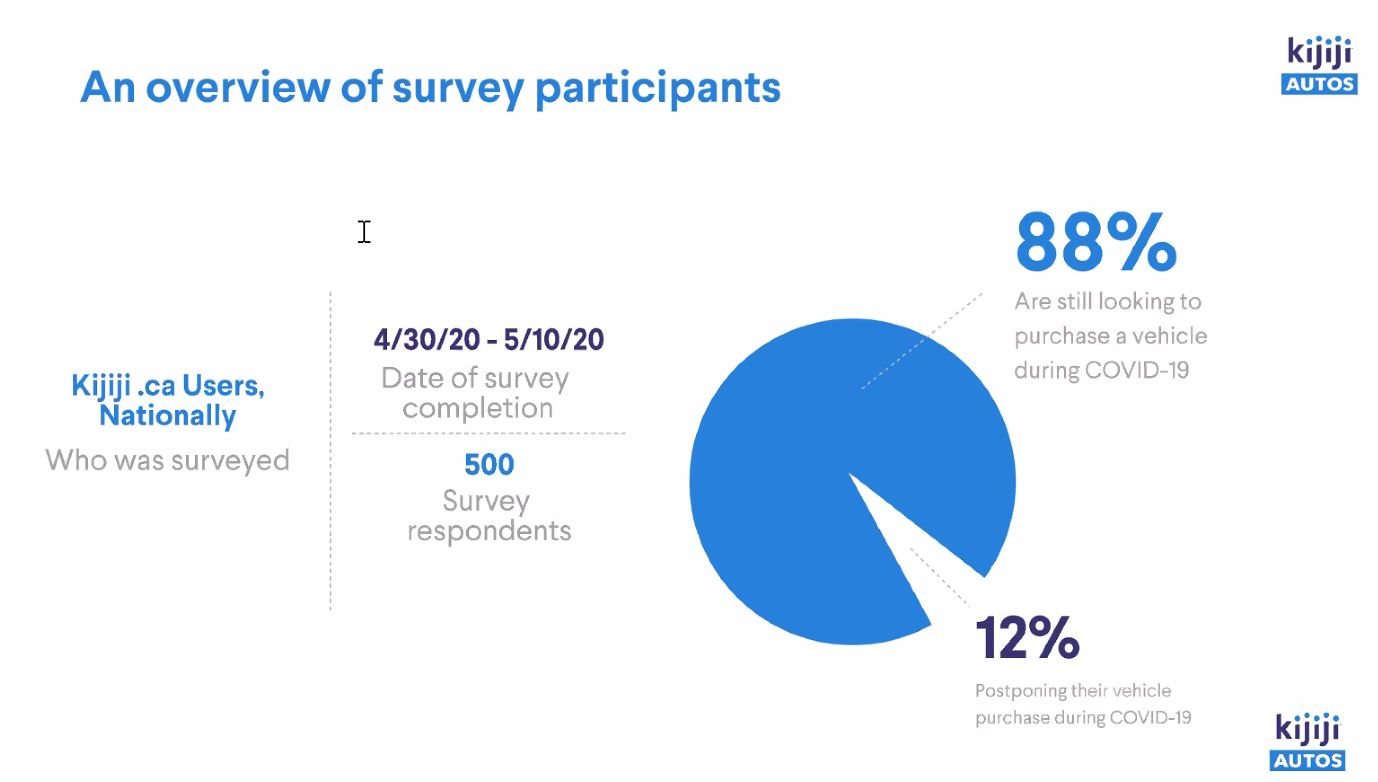 kijiji
AUTOS
An overview of survey participants
Kijiji .ca Users,
Nationally
Who was surveyed
4/30/20 - 5/10/20
Date of survey
completion
500
Survey
respondents
88%
Are still looking to
purchase a vehicle
during COVID-19
12%
Postponing their vehicle
purchase during COVID-19
kijiji
AUTOS